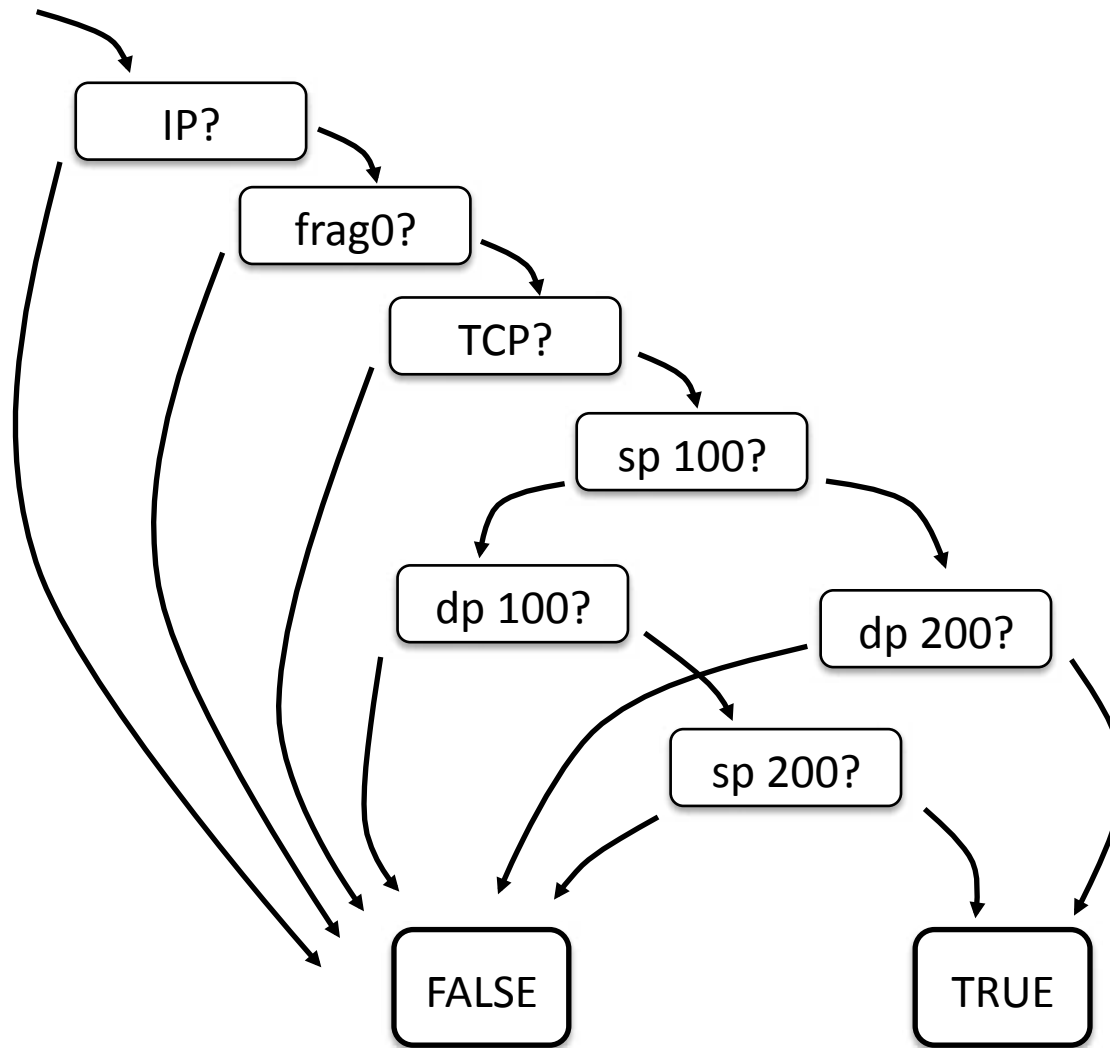 IP?
frag0?
TCP?
sp 100?
dp 100?
dp 200?
sp 200?
FALSE
TRUE